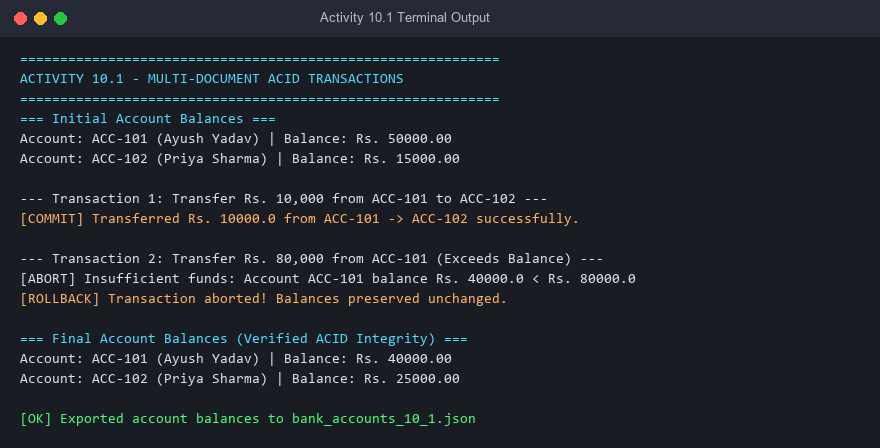 Activity 10.1 Terminal Output
============================================================
ACTIVITY 10.1 - MULTI-DOCUMENT ACID TRANSACTIONS
============================================================
=== Initial Account Balances ===
Account: ACC-101 (Ayush Yadav) | Balance: Rs. 50000.00
Account: ACC-102 (Priya Sharma) | Balance: Rs. 15000.00
--- Transaction 1: Transfer Rs. 10,000 from ACC-101 to ACC-102 ---
[COMMIT] Transferred Rs. 10000.0 from ACC-101 -> ACC-102 successfully.
--- Transaction 2: Transfer Rs. 80,000 from ACC-101 (Exceeds Balance) ---
[ABORT] Insufficient funds: Account ACC-101 balance Rs. 40000.0 < Rs. 80000.0
[ROLLBACK] Transaction aborted! Balances preserved unchanged.
=== Final Account Balances (Verified ACID Integrity) ===
Account: ACC-101 (Ayush Yadav) | Balance: Rs. 40000.00
Account: ACC-102 (Priya Sharma) | Balance: Rs. 25000.00
[OK] Exported account balances to bank_accounts_10_1.json